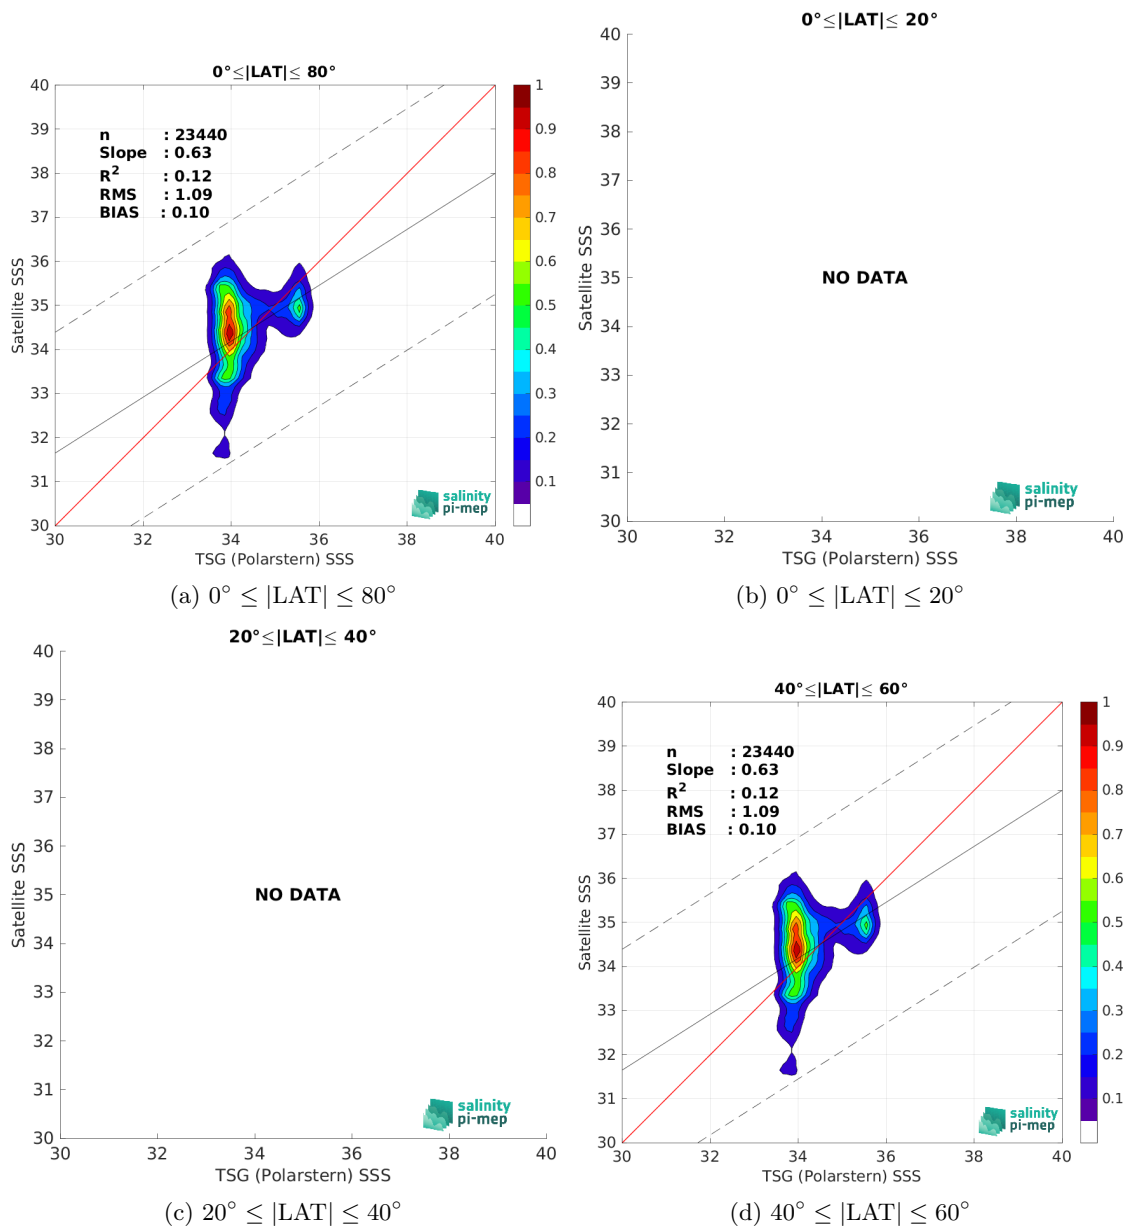 0°≤|LAT|≤ 80°
40
39
38
37
36
35
34
33
32
31
30
Satellite SSS
n : 23440
Slope : 0.63
R² : 0.12
RMS : 1.09
BIAS : 0.10
salinity
pi-mep
30 32 34 36 38 40
TSG (Polarstern) SSS
1
0.9
0.8
0.7
0.6
0.5
0.4
0.3
0.2
0.1
(a) 0° ≤ |LAT| ≤ 80°
0°≤|LAT|≤ 20°
40
39
38
37
36
35
34
33
32
31
30
Satellite SSS
NO DATA
salinity
pi-mep
30 32 34 36 38 40
TSG (Polarstern) SSS
(b) 0° ≤ |LAT| ≤ 20°
20°≤|LAT|≤ 40°
40
39
38
37
36
35
34
33
32
31
30
Satellite SSS
NO DATA
salinity
pi-mep
30 32 34 36 38 40
TSG (Polarstern) SSS
(c) 20° ≤ |LAT| ≤ 40°
40°≤|LAT|≤ 60°
40
39
38
37
36
35
34
33
32
31
30
Satellite SSS
n : 23440
Slope : 0.63
R² : 0.12
RMS : 1.09
BIAS : 0.10
salinity
pi-mep
30 32 34 36 38 40
TSG (Polarstern) SSS
1
0.9
0.8
0.7
0.6
0.5
0.4
0.3
0.2
0.1
(d) 40° ≤ |LAT| ≤ 60°